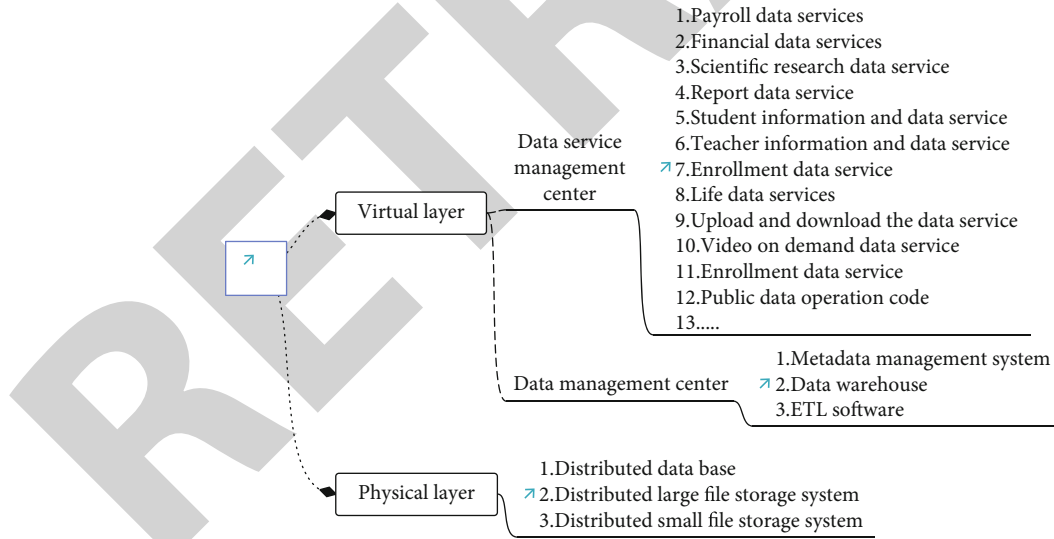 1.Payroll data services
2.Financial data services
3.Scientific research data service
4.Report data service
5.Student information and data service
6.Teacher information and data service
7.Enrollment data service
8.Life data services
9.Upload and download the data service
10.Video on demand data service
11.Enrollment data service
12.Public data operation code
13.....
Data service
management
center
Virtual layer
1.Metadata management system
2.Data warehouse
3.ETL software
Data management center
Physical layer
1.Distributed data base
2.Distributed large file storage system
3.Distributed small file storage system
RETRA